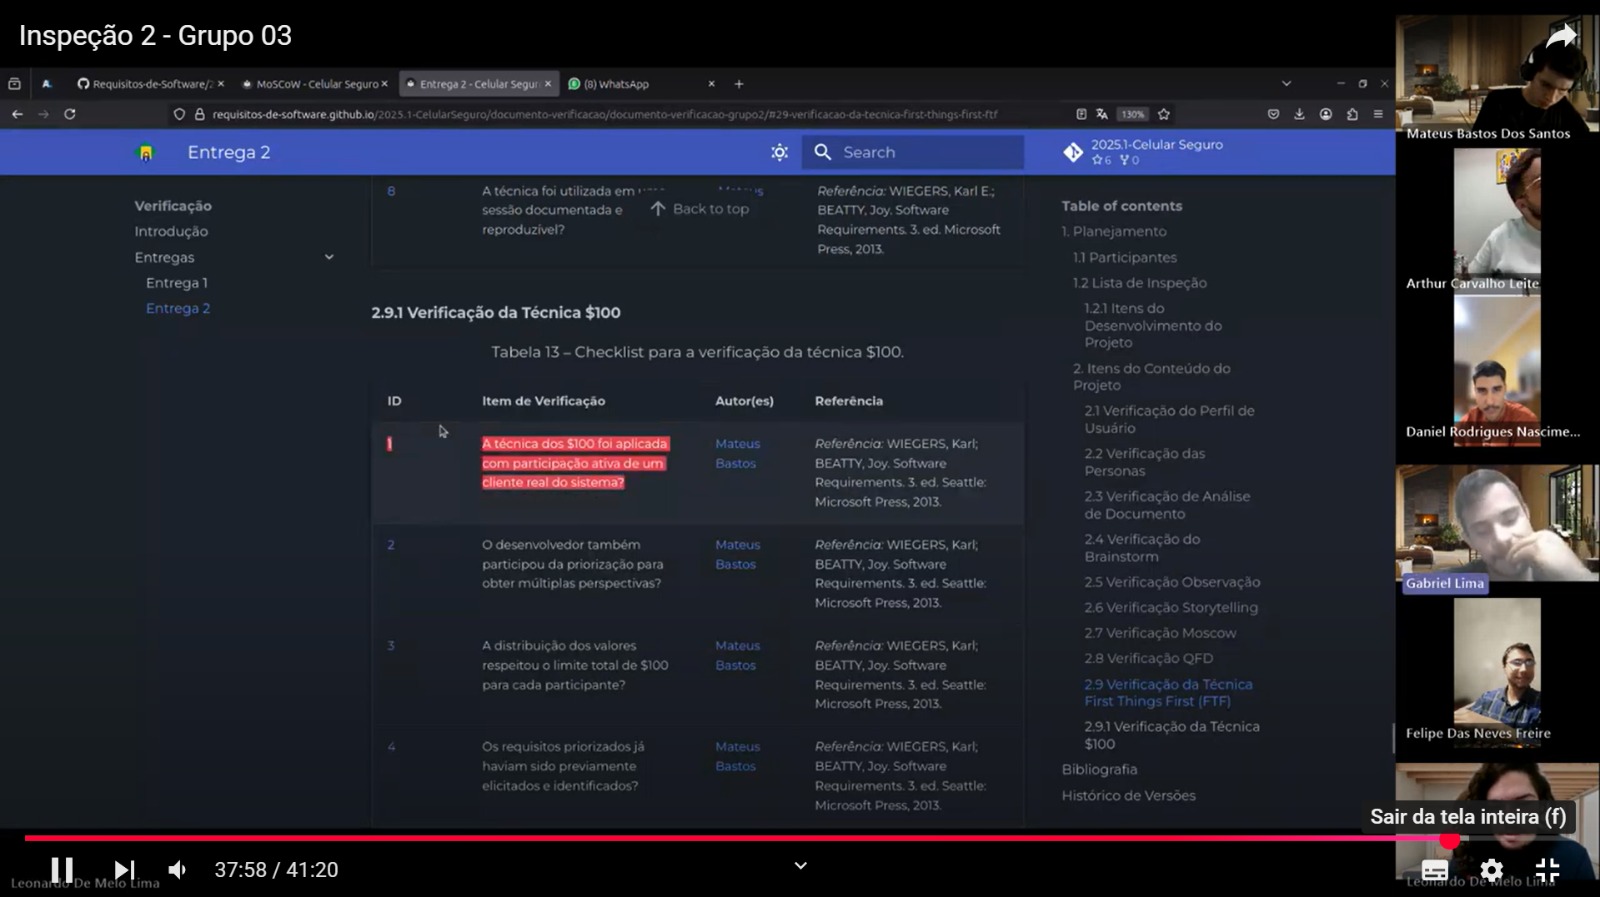 Inspeção 2 - Grupo 03
Requisitos-de-Software/
MoSCoW - Celular Seguro
Entrega 2 - Celular Segur
(8) WhatsApp
requisitos-de-software.github.io/2025.1-CelularSeguro/documento-verificacao/documento-verificacao-grupo2/#29-verificacao-da-tecnica-first-things-first-ftf
130%
Entrega 2
Search
2025.1-Celular Seguro
6 0
Verificação
Introdução
Entregas
Entrega 1
Entrega 2
8
A técnica foi utilizada em
sessão documentada e
reproduzível?
Back to top
Referência: WIEGERS, Karl E.;
BEATTY, Joy. Software
Requirements. 3. ed. Microsoft
Press, 2013.
2.9.1 Verificação da Técnica $100
Tabela 13 – Checklist para a verificação da técnica $100.
ID
Item de Verificação
Autor(es)
Referência
1
A técnica dos $100 foi aplicada
com participação ativa de um
cliente real do sistema?
Mateus
Bastos
Referência: WIEGERS, Karl;
BEATTY, Joy. Software
Requirements. 3. ed. Seattle:
Microsoft Press, 2013.
2
O desenvolvedor também
participou da priorização para
obter múltiplas perspectivas?
Mateus
Bastos
Referência: WIEGERS, Karl;
BEATTY, Joy. Software
Requirements. 3. ed. Seattle:
Microsoft Press, 2013.
3
A distribuição dos valores
respeitou o limite total de $100
para cada participante?
Mateus
Bastos
Referência: WIEGERS, Karl;
BEATTY, Joy. Software
Requirements. 3. ed. Seattle:
Microsoft Press, 2013.
4
Os requisitos priorizados já
haviam sido previamente
elicitados e identificados?
Mateus
Bastos
Referência: WIEGERS, Karl;
BEATTY, Joy. Software
Requirements. 3. ed. Seattle:
Microsoft Press, 2013.
Table of contents
1. Planejamento
1.1 Participantes
1.2 Lista de Inspeção
1.2.1 Itens do
Desenvolvimento do
Projeto
2. Itens do Conteúdo do
Projeto
2.1 Verificação do Perfil de
Usuário
2.2 Verificação das
Personas
2.3 Verificação de Análise
de Documento
2.4 Verificação do
Brainstorm
2.5 Verificação Observação
2.6 Verificação Storytelling
2.7 Verificação Moscow
2.8 Verificação QFD
2.9 Verificação da Técnica
First Things First (FTF)
2.9.1 Verificação da Técnica
$100
Bibliografia
Histórico de Versões
Mateus Bastos Dos Santos
Arthur Carvalho Leite
Daniel Rodrigues Nascime...
Gabriel Lima
Felipe Das Neves Freire
Sair da tela inteira (f)
37:58 / 41:20
Leonardo De Melo Lima
Leonardo De Melo Lima